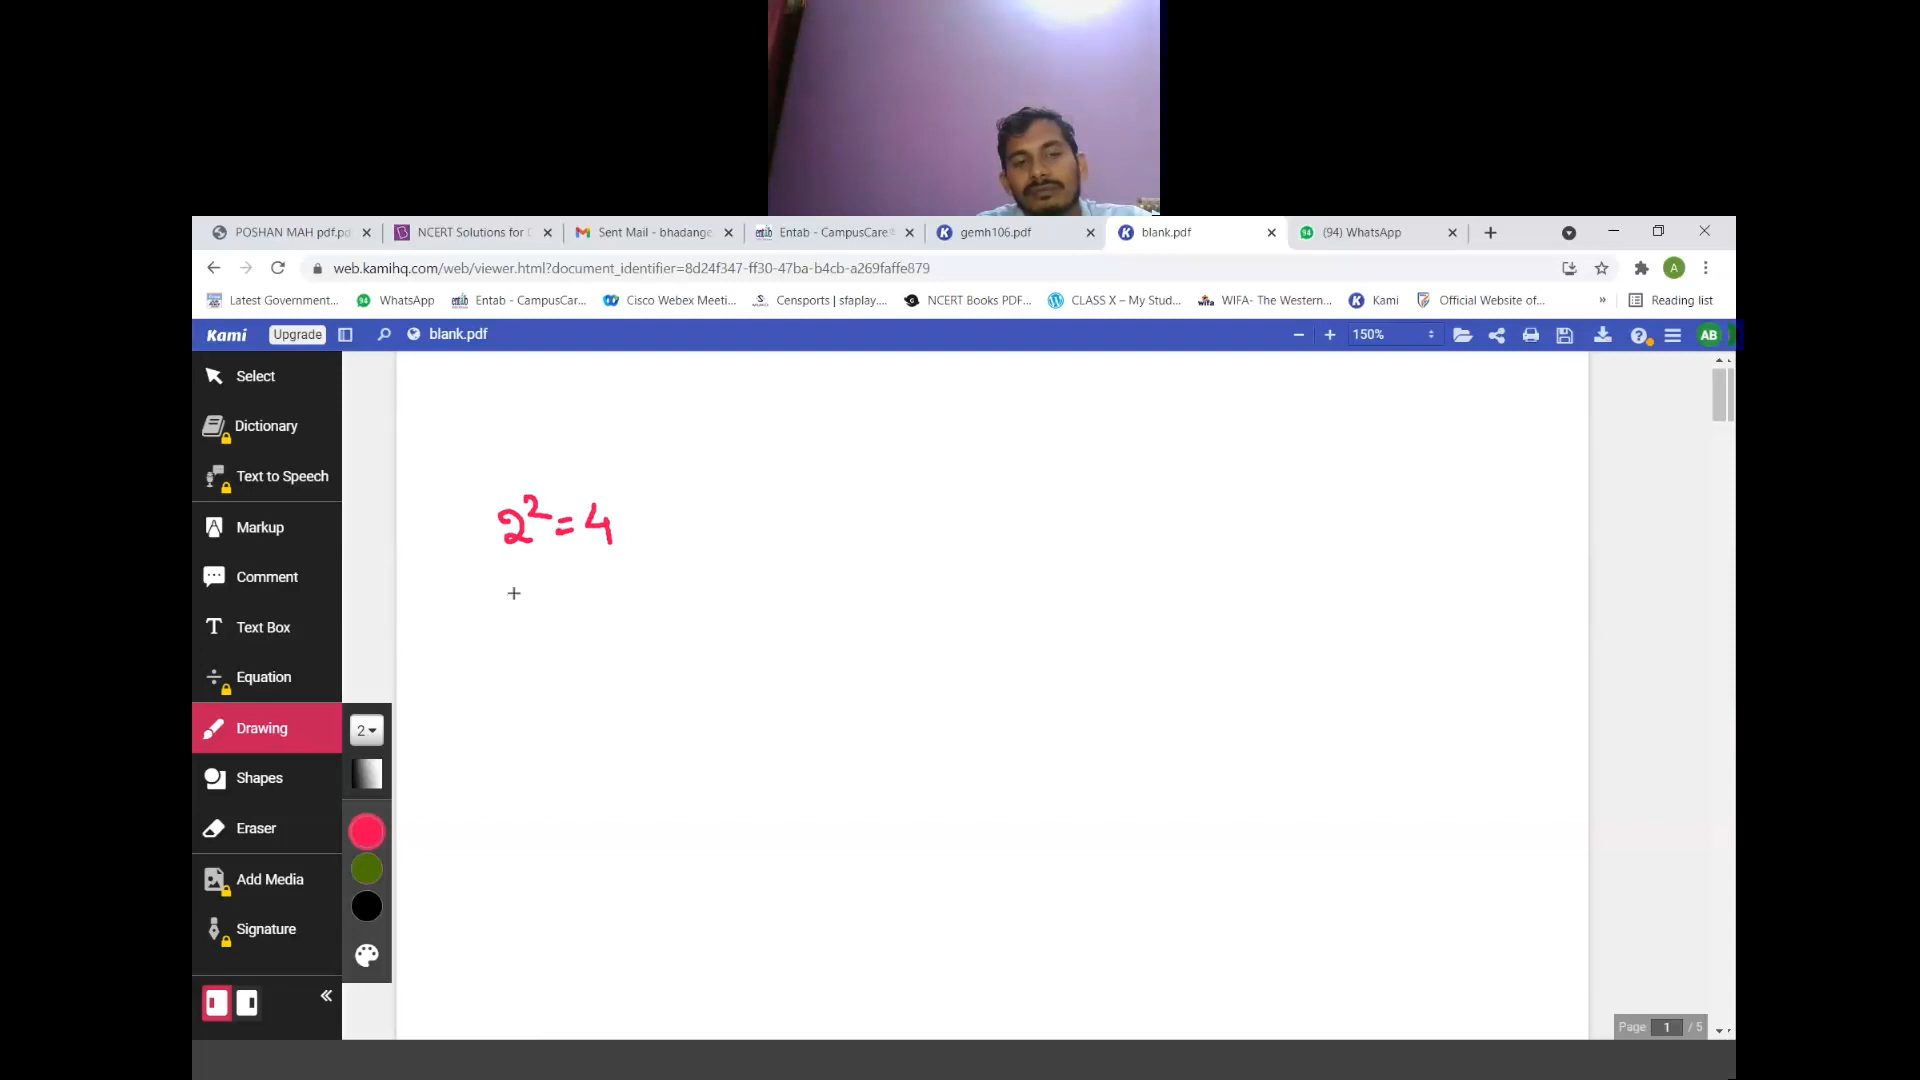 POSHAN MAH pdf.po
NCERT Solutions for
Sent Mail - bhadange
Entab - CampusCare
gemh106.pdf
blank.pdf
(94) WhatsApp
web.kamihq.com/web/viewer.html?document_identifier=8d24f347-ff30-47ba-b4cb-a269faffe879
A
Latest Government...
WhatsApp
Entab - CampusCar...
Cisco Webex Meeti...
Censports | sfaplay....
NCERT Books PDF...
CLASS X – My Stud...
WIFA- The Western...
Kami
Official Website of...
»
Reading list
Kami
Upgrade
blank.pdf
150%
AB
Select
Dictionary
Text to Speech
Markup
Comment
Text Box
Equation
Drawing
Shapes
Eraser
Add Media
Signature
2
2² = 4
Page 1 / 5